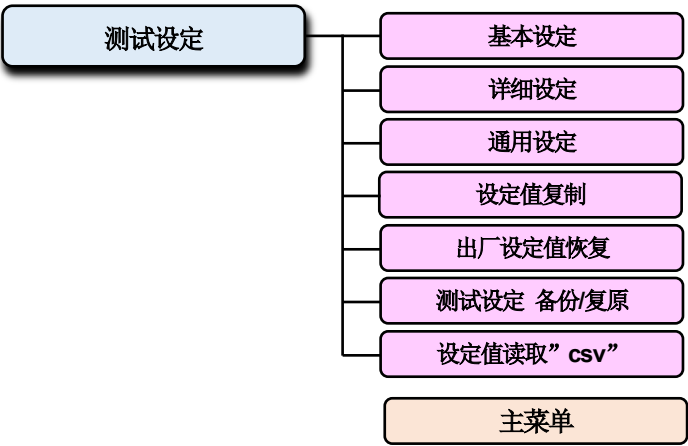 测试设定
基本设定
详细设定
通用设定
设定值复制
出厂设定值恢复
测试设定 备份/复原
设定值读取”csv”
主菜单